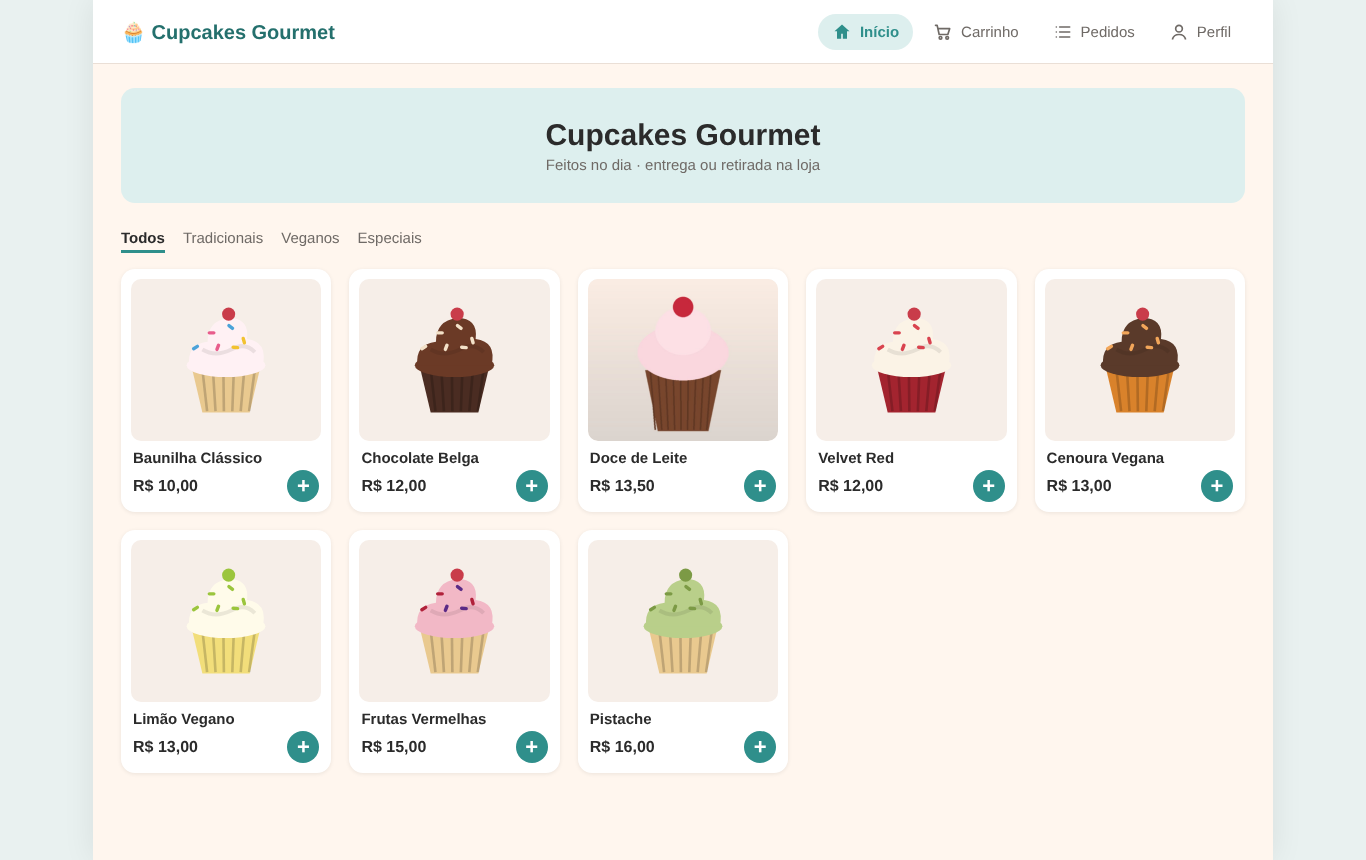 Cupcakes Gourmet
Início
Carrinho
Pedidos
Perfil
Cupcakes Gourmet
Feitos no dia · entrega ou retirada na loja
Todos
Tradicionais
Veganos
Especiais
Baunilha Clássico
R$ 10,00
+
Chocolate Belga
R$ 12,00
+
Doce de Leite
R$ 13,50
+
Velvet Red
R$ 12,00
+
Cenoura Vegana
R$ 13,00
+
Limão Vegano
R$ 13,00
+
Frutas Vermelhas
R$ 15,00
+
Pistache
R$ 16,00
+